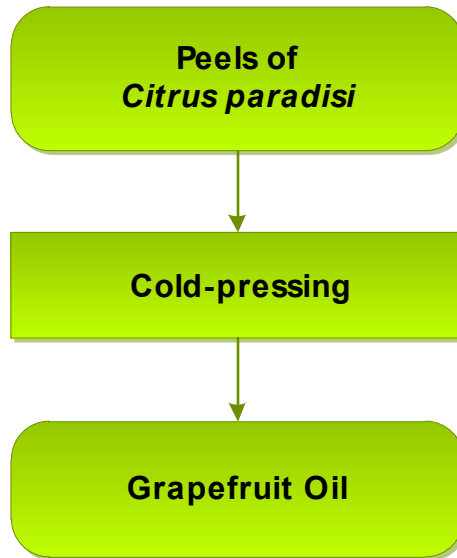 Peels of
Citrus paradisi
Cold-pressing
Grapefruit Oil